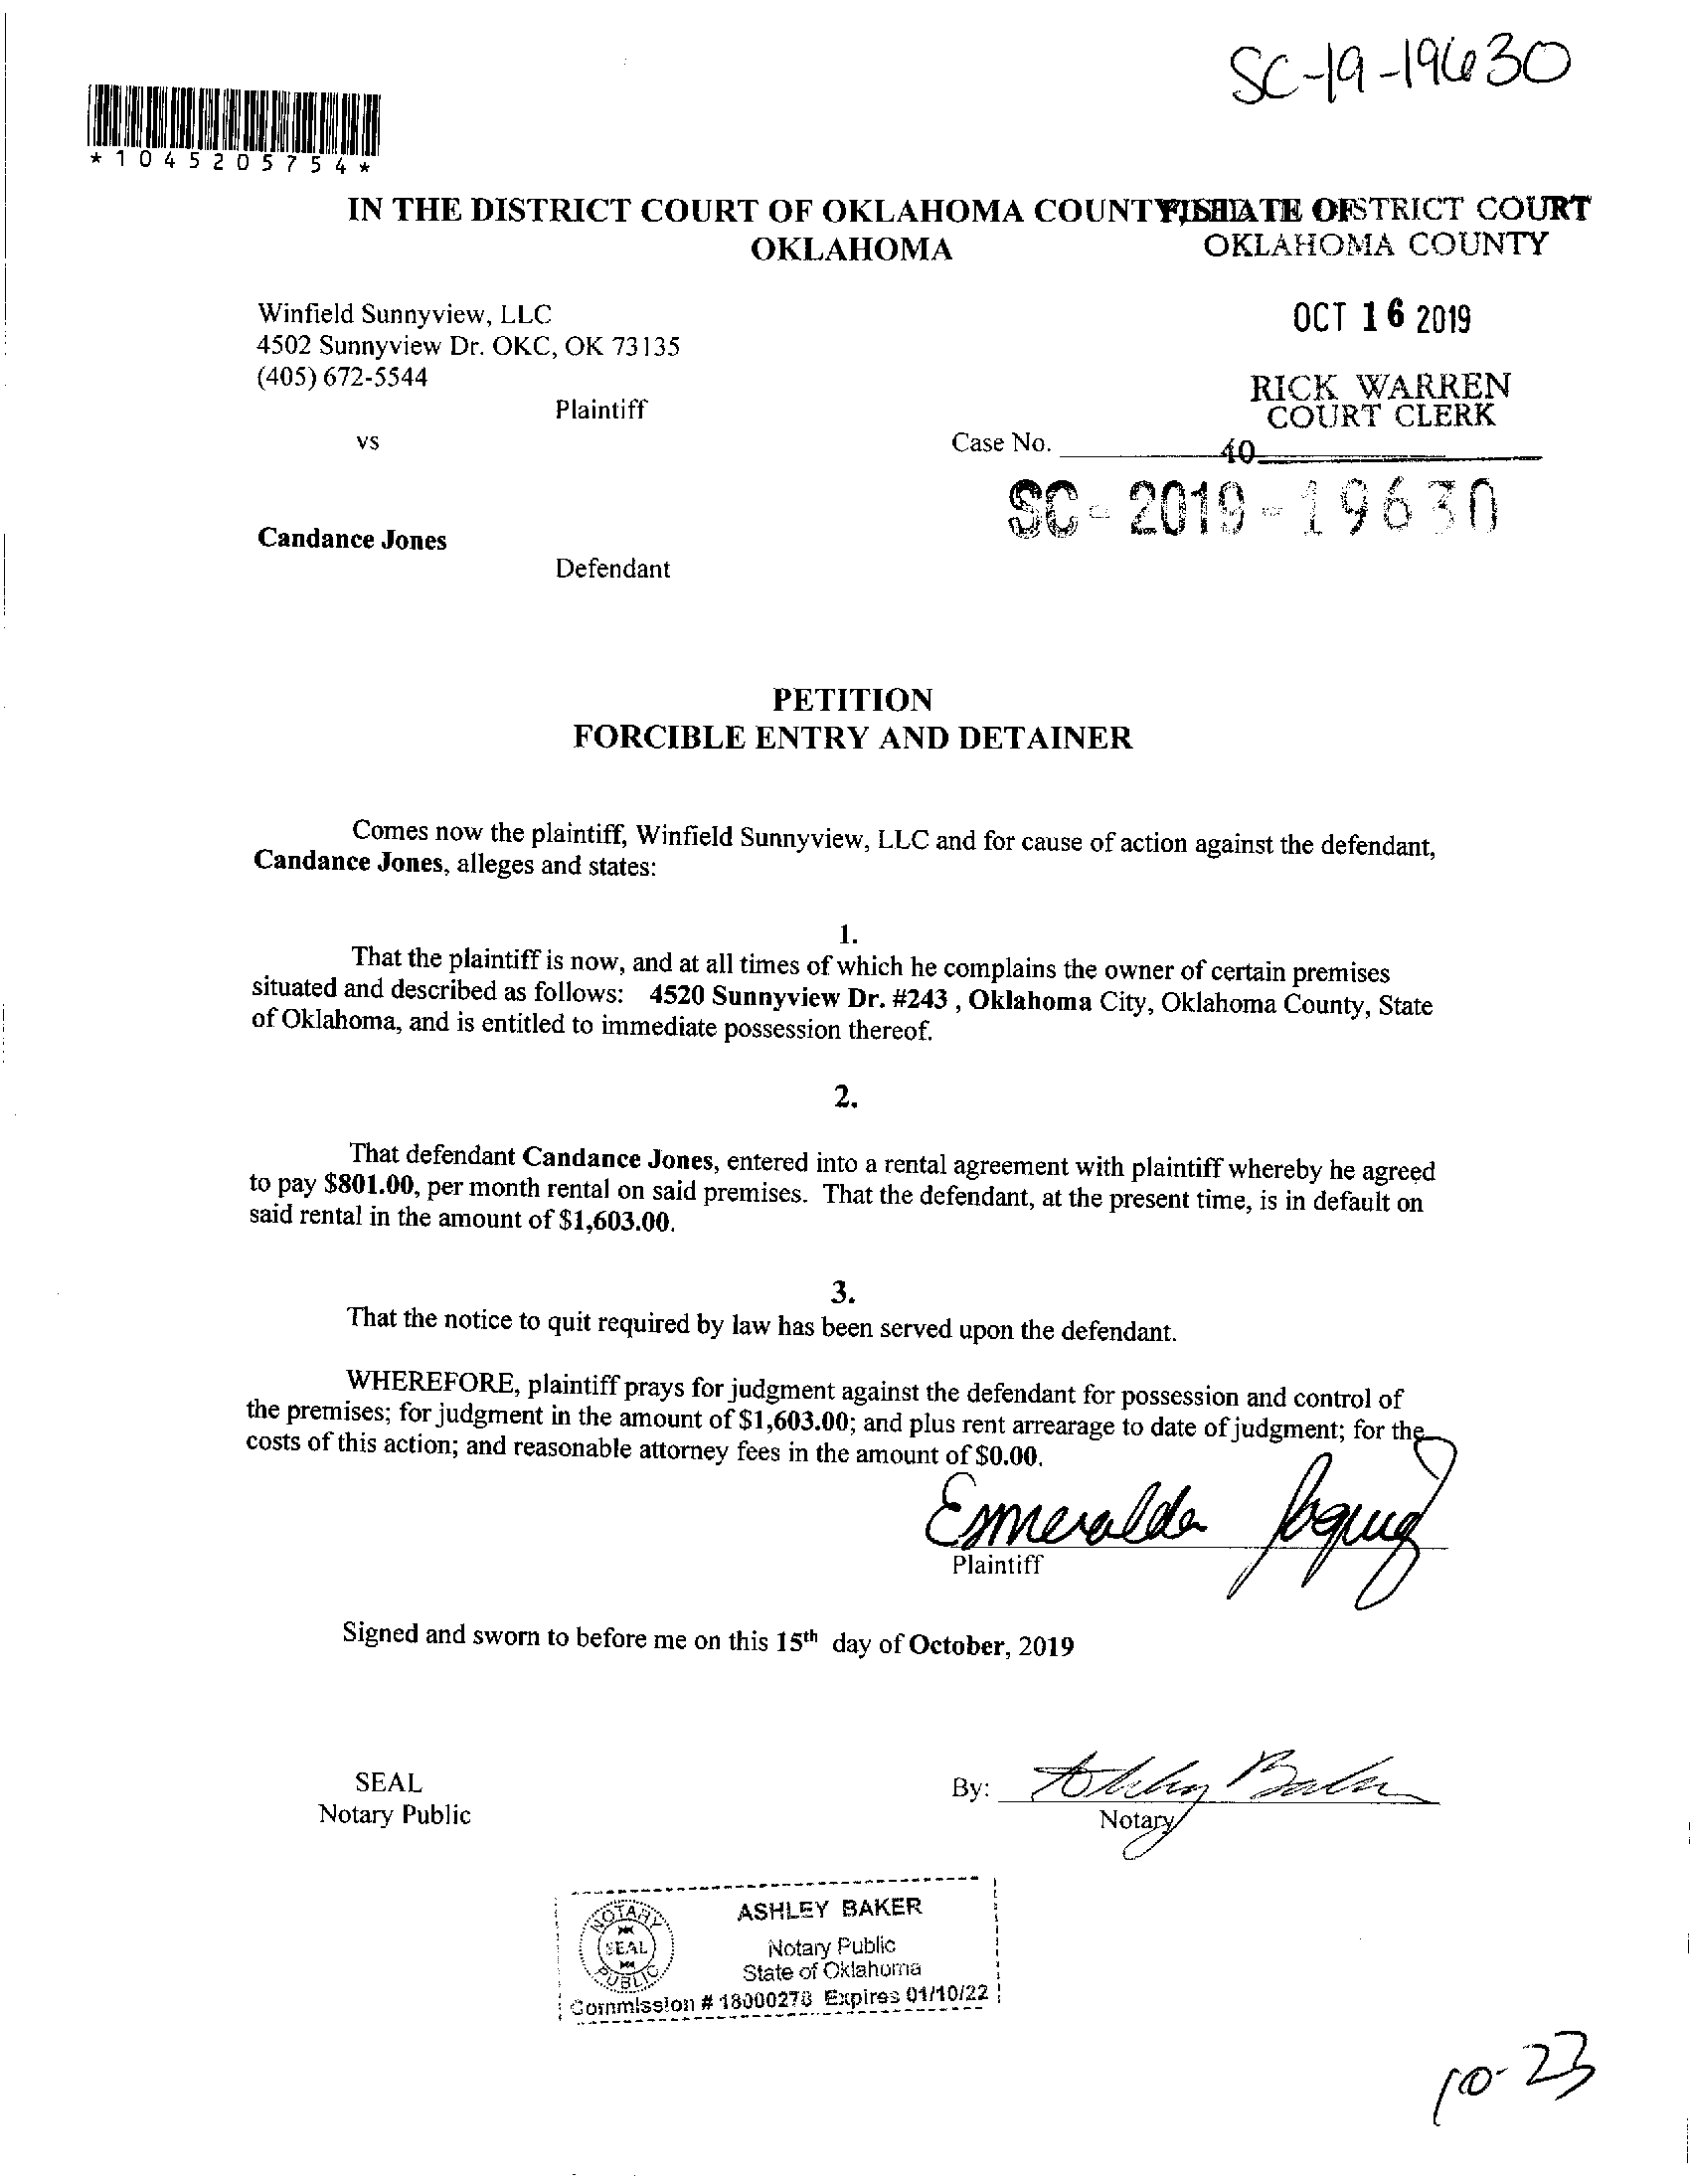 SC-19-19630
*1045205754*
IN THE DISTRICT COURT OF OKLAHOMA COUNTY STATE OF
OKLAHOMA
DISTRICT COURT
OKLAHOMA COUNTY
Winfield Sunnyview, LLC
4502 Sunnyview Dr. OKC, OK 73135
(405) 672-5544
Plaintiff
OCT 16 2019
RICK WARREN
COURT CLERK
vs
Case No.
40
SC-2019-19630
Candance Jones
Defendant
PETITION
FORCIBLE ENTRY AND DETAINER
Comes now the plaintiff, Winfield Sunnyview, LLC and for cause of action against the defendant,
Candance Jones, alleges and states:
1.
That the plaintiff is now, and at all times of which he complains the owner of certain premises
situated and described as follows: 4520 Sunnyview Dr. #243 , Oklahoma City, Oklahoma County, State
of Oklahoma, and is entitled to immediate possession thereof.
2.
That defendant Candance Jones, entered into a rental agreement with plaintiff whereby he agreed
to pay $801.00, per month rental on said premises. That the defendant, at the present time, is in default on
said rental in the amount of $1,603.00.
3.
That the notice to quit required by law has been served upon the defendant.
WHEREFORE, plaintiff prays for judgment against the defendant for possession and control of
the premises; for judgment in the amount of $1,603.00; and plus rent arrearage to date of judgment; for the
costs of this action; and reasonable attorney fees in the amount of $0.00.
Esmeralda
Plaintiff
Signed and sworn to before me on this 15th day of October, 2019
SEAL
Notary Public
By: Ashley Baker
Notary
NOTARY
SEAL
PUBLIC
ASHLEY BAKER
Notary Public
State of Oklahoma
Commission # 18000278 Expires 01/10/22
10-23